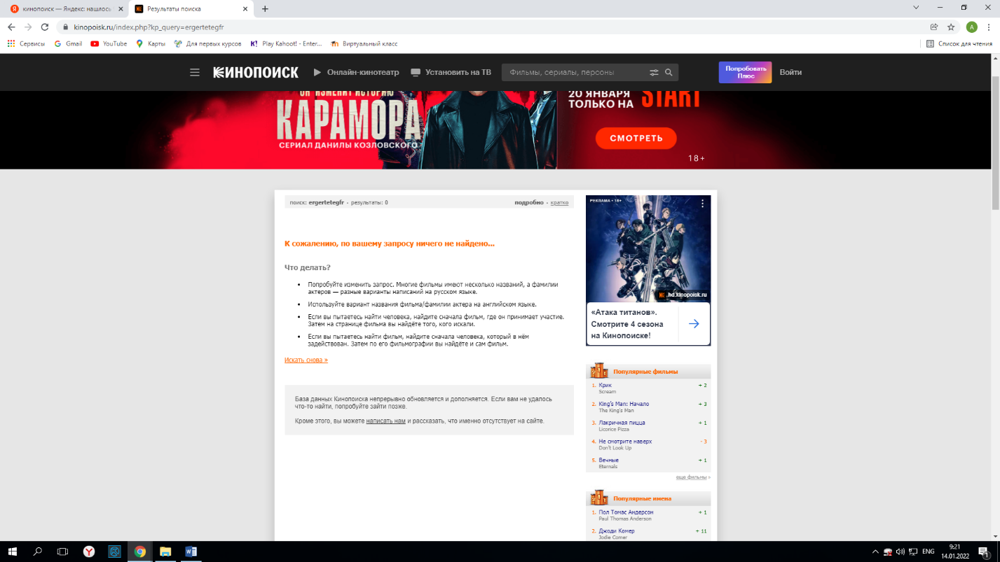 кинопоиск — Яндекс: нашлось
Результаты поиска
kinopoisk.ru/index.php?kp_query=ergertetegfr
A
Сервисы
Gmail
YouTube
Карты
Для первых курсов
K! Play Kahoot! - Enter...
Виртуальный класс
Список для чтения
КИНОПОИСК
Онлайн-кинотеатр
Установить на ТВ
Фильмы, сериалы, персоны
Попробовать
Плюс
Войти
ОН ИЗМЕНИТ ИСТОРИЮ
КАРАМОРА
СЕРИАЛ ДАНИЛЫ КОЗЛОВСКОГО
20 ЯНВАРЯ
ТОЛЬКО НА START
СМОТРЕТЬ
18+
поиск: ergertetegfr • результаты: 0
подробно • кратко
К сожалению, по вашему запросу ничего не найдено...
Что делать?
• Попробуйте изменить запрос. Многие фильмы имеют несколько названий, а фамилии
актеров — разные варианты написаний на русском языке.
• Используйте вариант названия фильма/фамилии актера на английском языке.
• Если вы пытаетесь найти человека, найдите сначала фильм, где он принимает участие.
Затем на странице фильма вы найдёте того, кого искали.
• Если вы пытаетесь найти фильм, найдите сначала человека, который в нём
задействован. Затем по его фильмографии вы найдёте и сам фильм.
Искать снова »
База данных Кинопоиска непрерывно обновляется и дополняется. Если вам не удалось
что-то найти, попробуйте зайти позже.
Кроме этого, вы можете написать нам и рассказать, что именно отсутствует на сайте.
РЕКЛАМА • 18+
hd.kinopoisk.ru
«Атака титанов».
Смотрите 4 сезона
на Кинопоиске!
Популярные фильмы
1. Крик + 2
Scream
2. King's Man: Начало + 3
The King's Man
3. Лакричная пицца + 1
Licorice Pizza
4. Не смотрите наверх - 3
Don't Look Up
5. Вечные + 1
Eternals
еще фильмы »
Популярные имена
1. Пол Томас Андерсон + 1
Paul Thomas Anderson
2. Джоди Комер + 11
Jodie Comer
ENG
9:21
14.01.2022
1